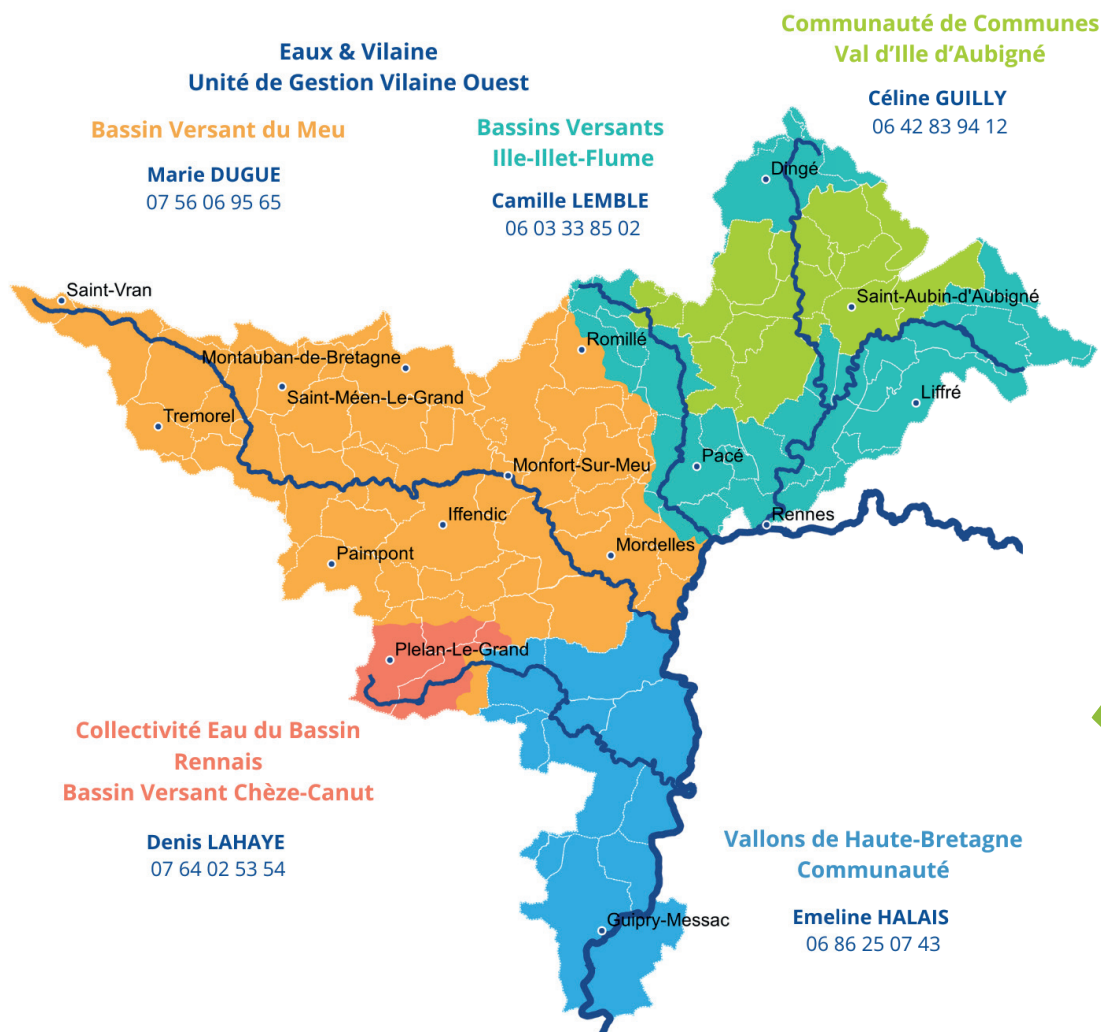 Communauté de Communes
Val d'Ille d'Aubigné
Céline GUILLY
06 42 83 94 12
Eaux & Vilaine
Unité de Gestion Vilaine Ouest
Bassin Versant du Meu
Marie DUGUE
07 56 06 95 65
Bassins Versants
Ille-Illet-Flume
Camille LEMBLE
06 03 33 85 02
Dingé
Saint-Vran
Saint-Aubin-d'Aubigné
Romillé
Montauban-de-Bretagne
Saint-Méen-Le-Grand
Liffré
Tremorel
Pacé
Monfort-Sur-Meu
Iffendic
Rennes
Paimpont
Mordelles
Plelan-Le-Grand
Collectivité Eau du Bassin
Rennais
Bassin Versant Chèze-Canut
Denis LAHAYE
07 64 02 53 54
Vallons de Haute-Bretagne
Communauté
Emeline HALAIS
06 86 25 07 43
Guipry-Messac